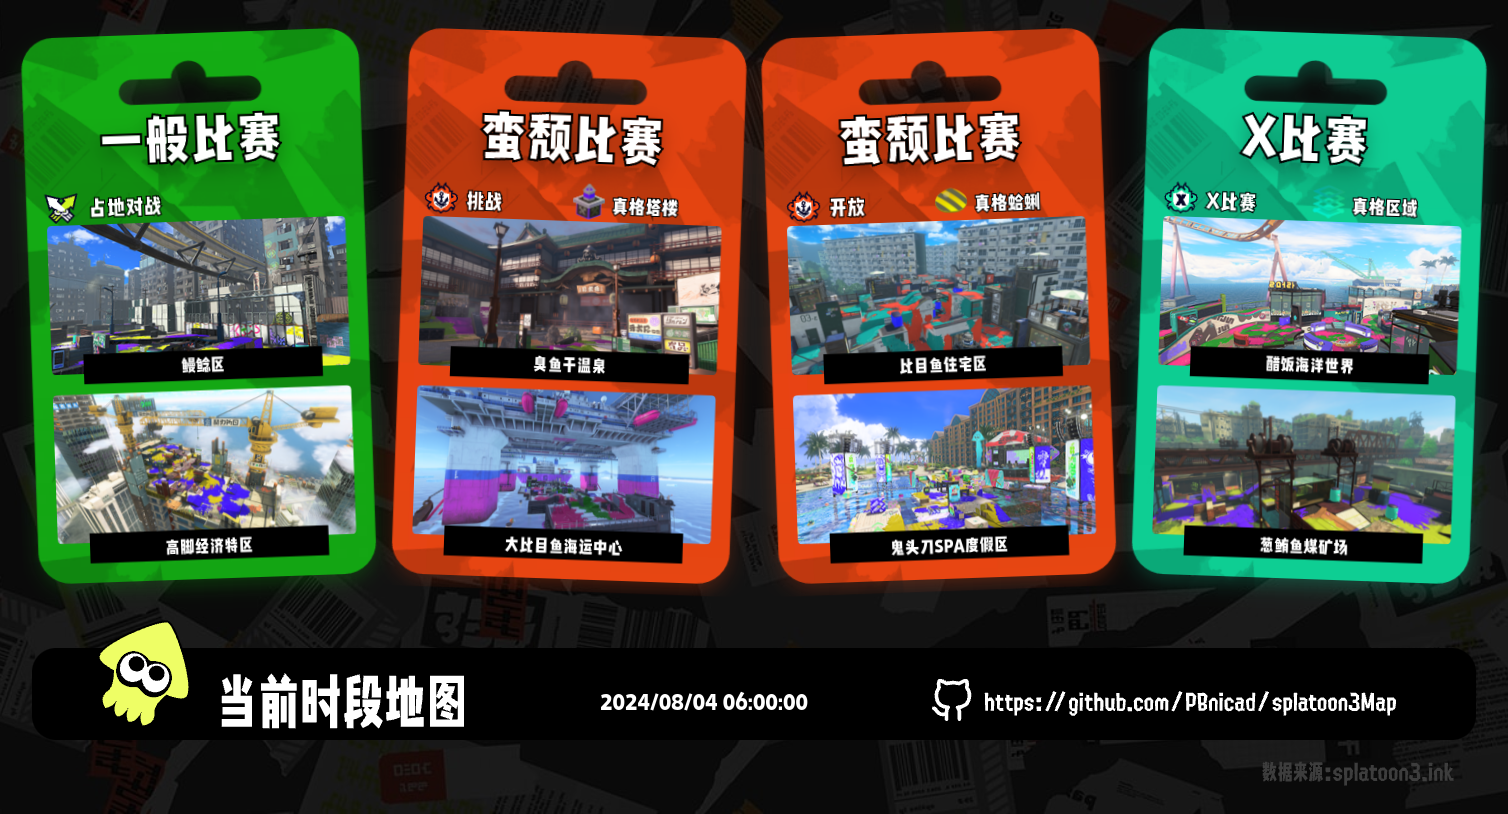 一般比赛
占地对战
鳗鲶区
高脚经济特区
蛮颓比赛
挑战
真格塔楼
臭鱼干温泉
大比目鱼海运中心
蛮颓比赛
开放
真格蛤蜊
比目鱼住宅区
鬼头刀SPA度假区
X比赛
X比赛
真格区域
醋饭海洋世界
葱鲔鱼煤矿场
当前时段地图
2024/08/04 06:00:00
https://github.com/PBnicad/splatoon3Map
数据来源:splatoon3.ink